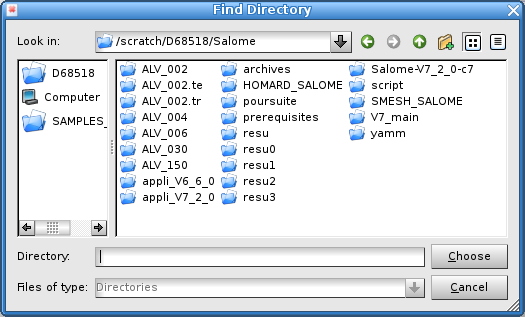 Find Directory
Look in: /scratch/D68518/Salome
D68518
Computer
SAMPLES_
ALV_002
ALV_002.te
ALV_002.tr
ALV_004
ALV_006
ALV_030
ALV_150
appli_V6_6_0
appli_V7_2_0
archives
HOMARD_SALOME
poursuite
prerequisites
resu
resu0
resu1
resu2
resu3
Salome-V7_2_0-c7
script
SMESH_SALOME
V7_main
yamm
Directory:
Choose
Files of type: Directories
Cancel